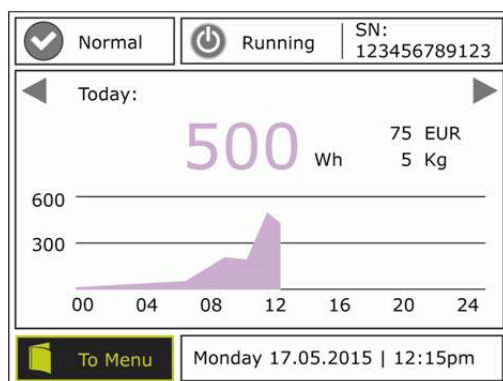 Normal
Running
SN:
123456789123
Today:
500 Wh
75 EUR
5 Kg
600
300
00 04 08 12 16 20 24
To Menu
Monday 17.05.2015 | 12:15pm